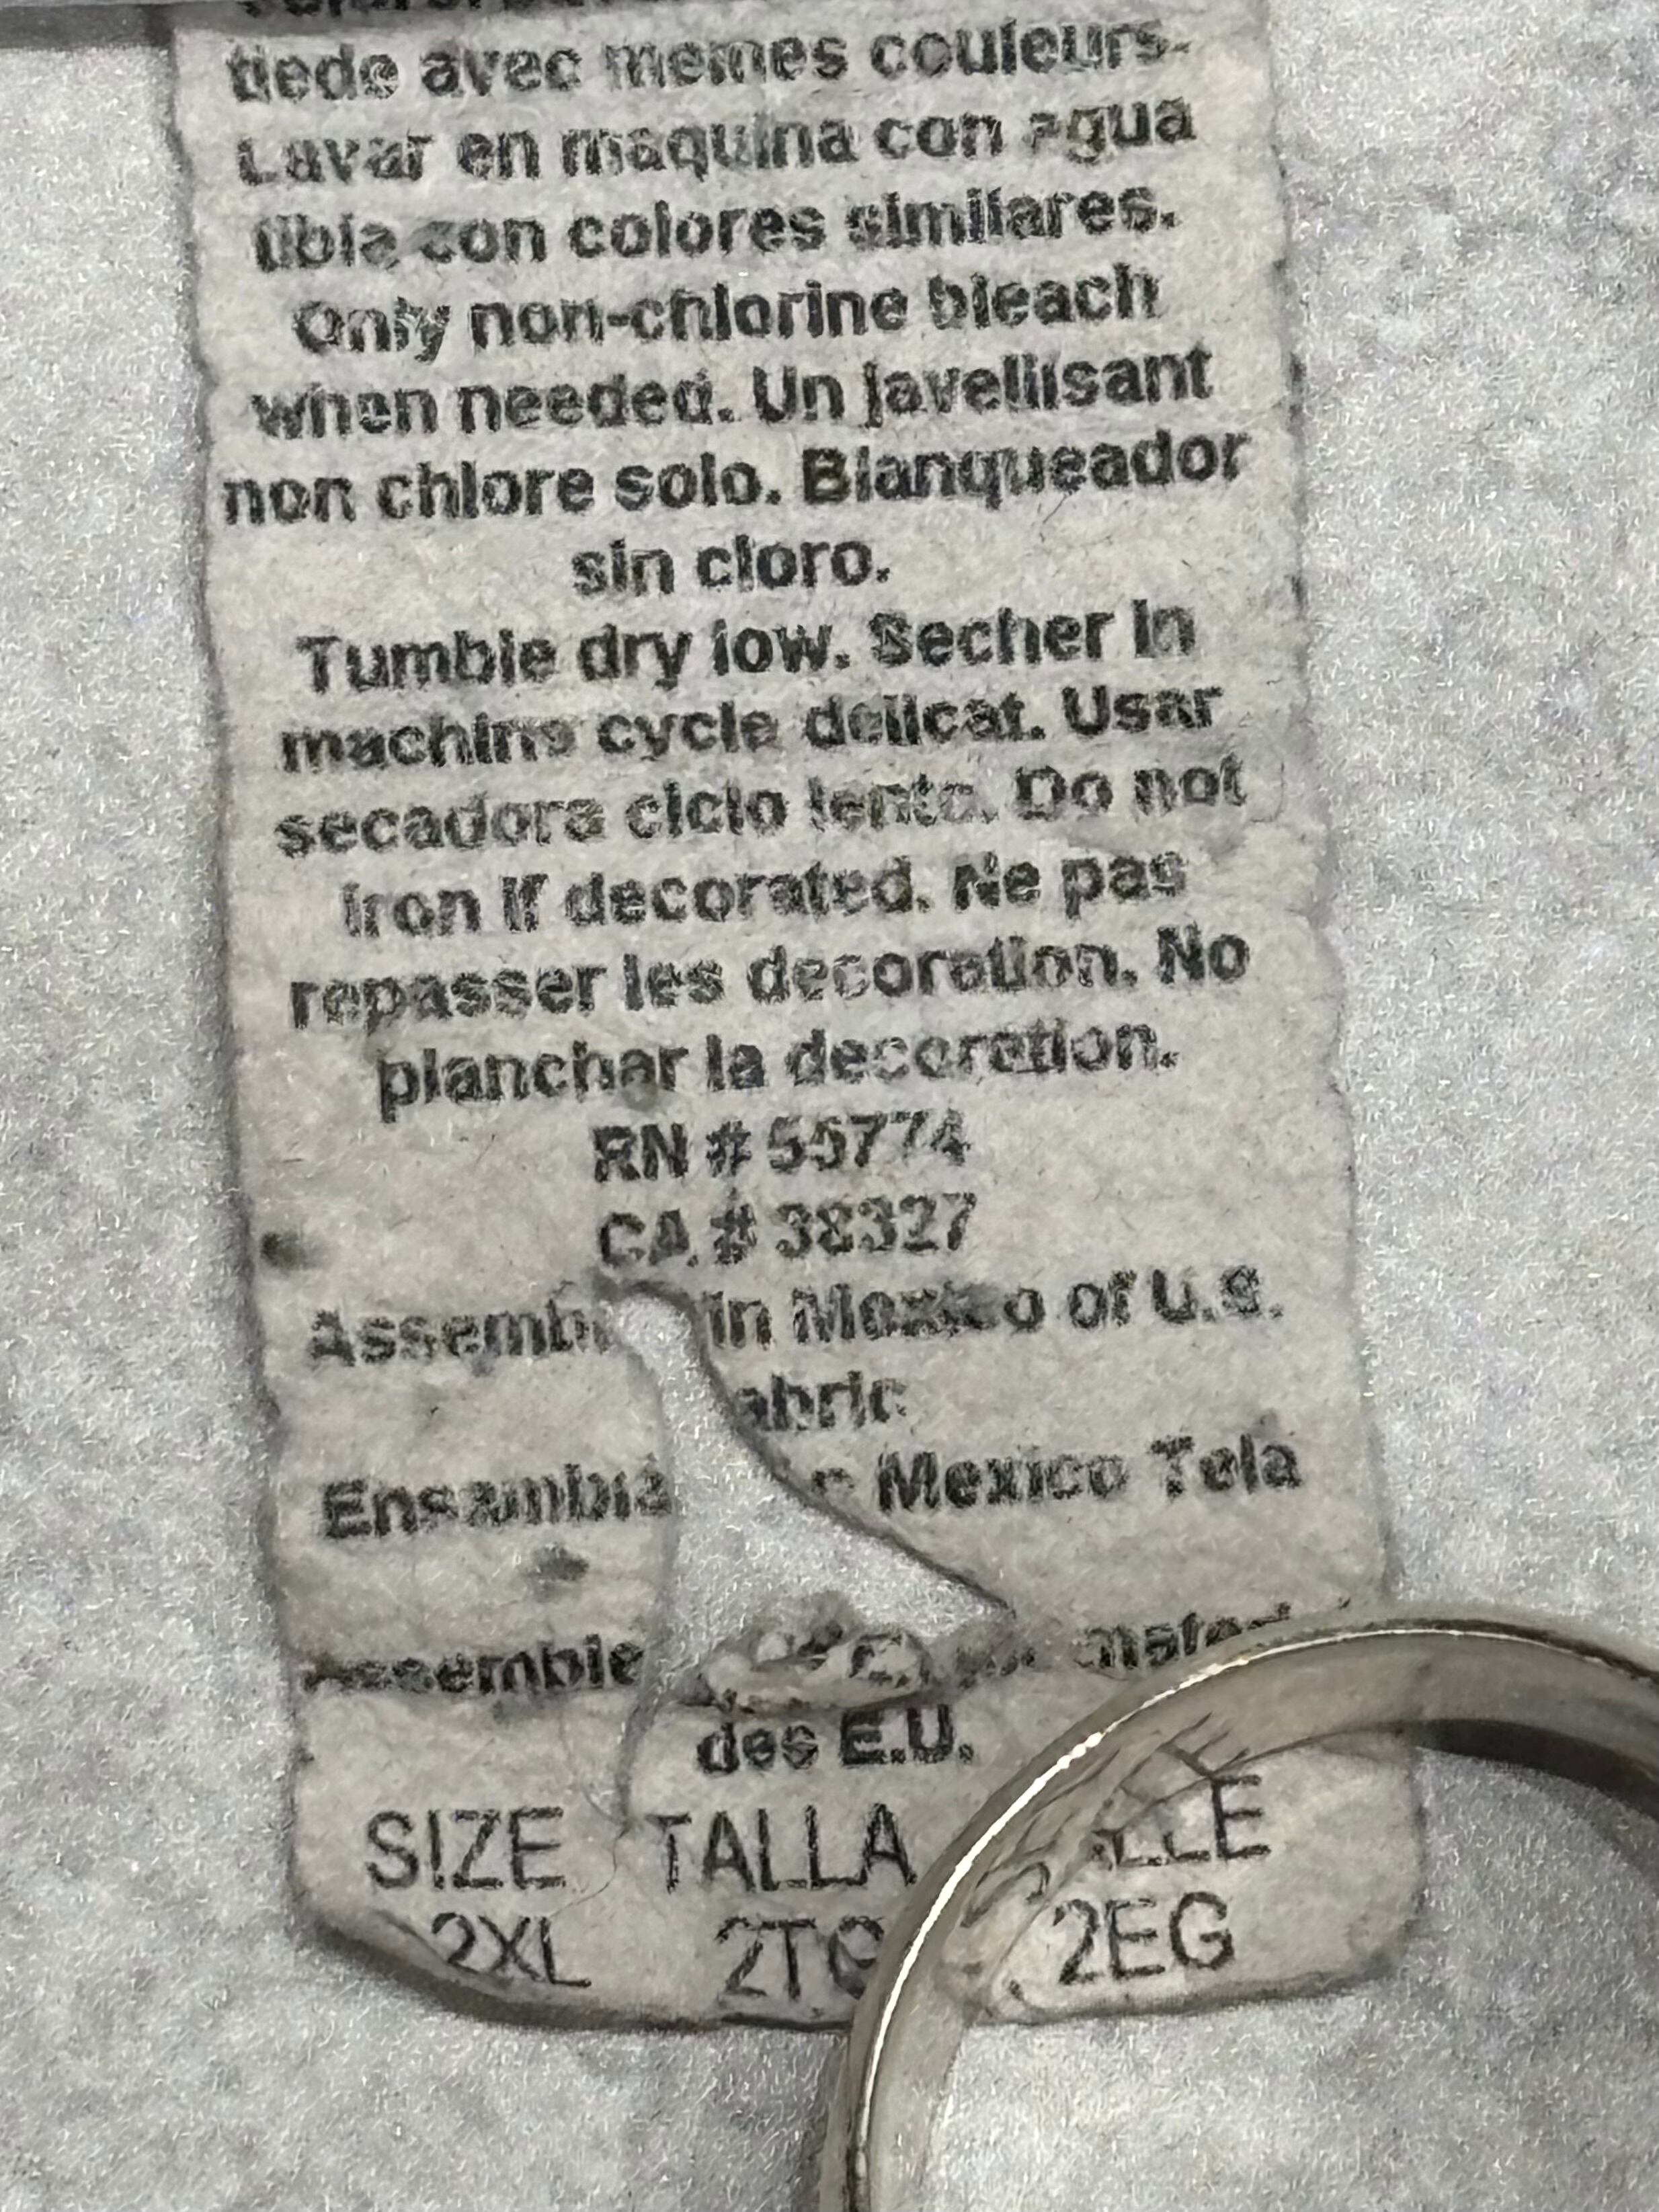 tiede avec memes couleurs.
Lavar en maquina con agua
tibia con colores similares.
Only non-chlorine bleach
when needed. Un javellisant
non chlore solo. Blanqueador
sin cloro.
Tumble dry low. Secher in
machine cycle delicat. Usar
secadora ciclo lento. Do not
iron if decorated. Ne pas
repasser les decoration. No
planchar la decoration.
RN #
CA # 38327
in Mexico of U.S.
Mexico Tela
des E.U.
SIZE TALLA
2XL 2EG